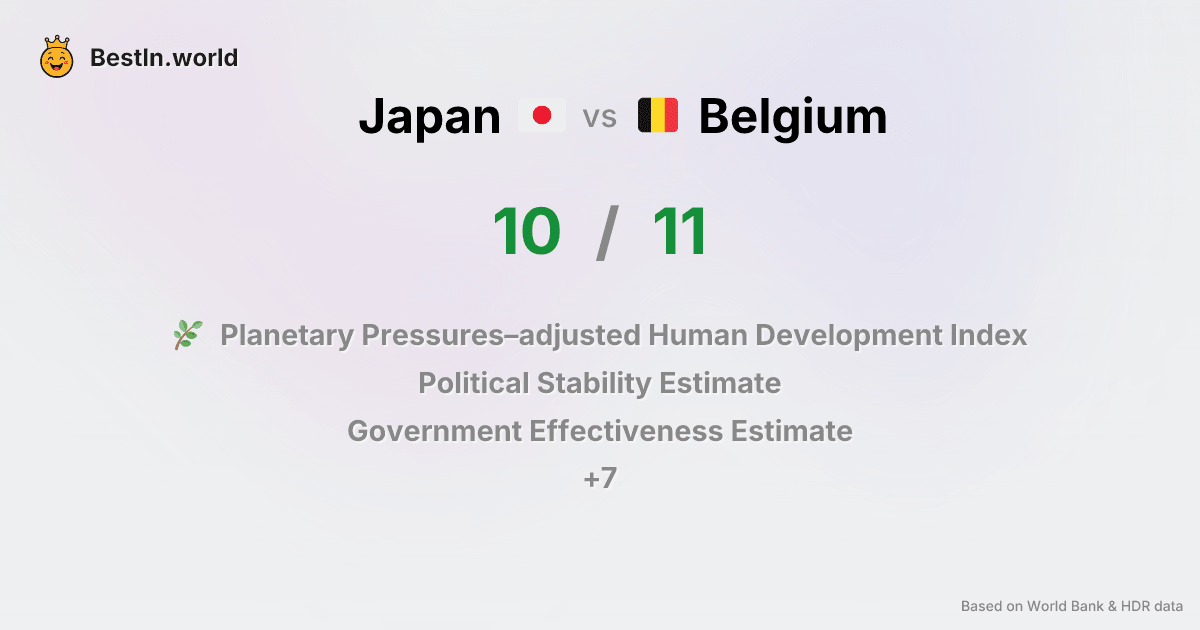 BestIn.world
Japan vs Belgium
10 / 11
Planetary Pressures–adjusted Human Development Index
Political Stability Estimate
Government Effectiveness Estimate
+7
Based on World Bank & HDR data